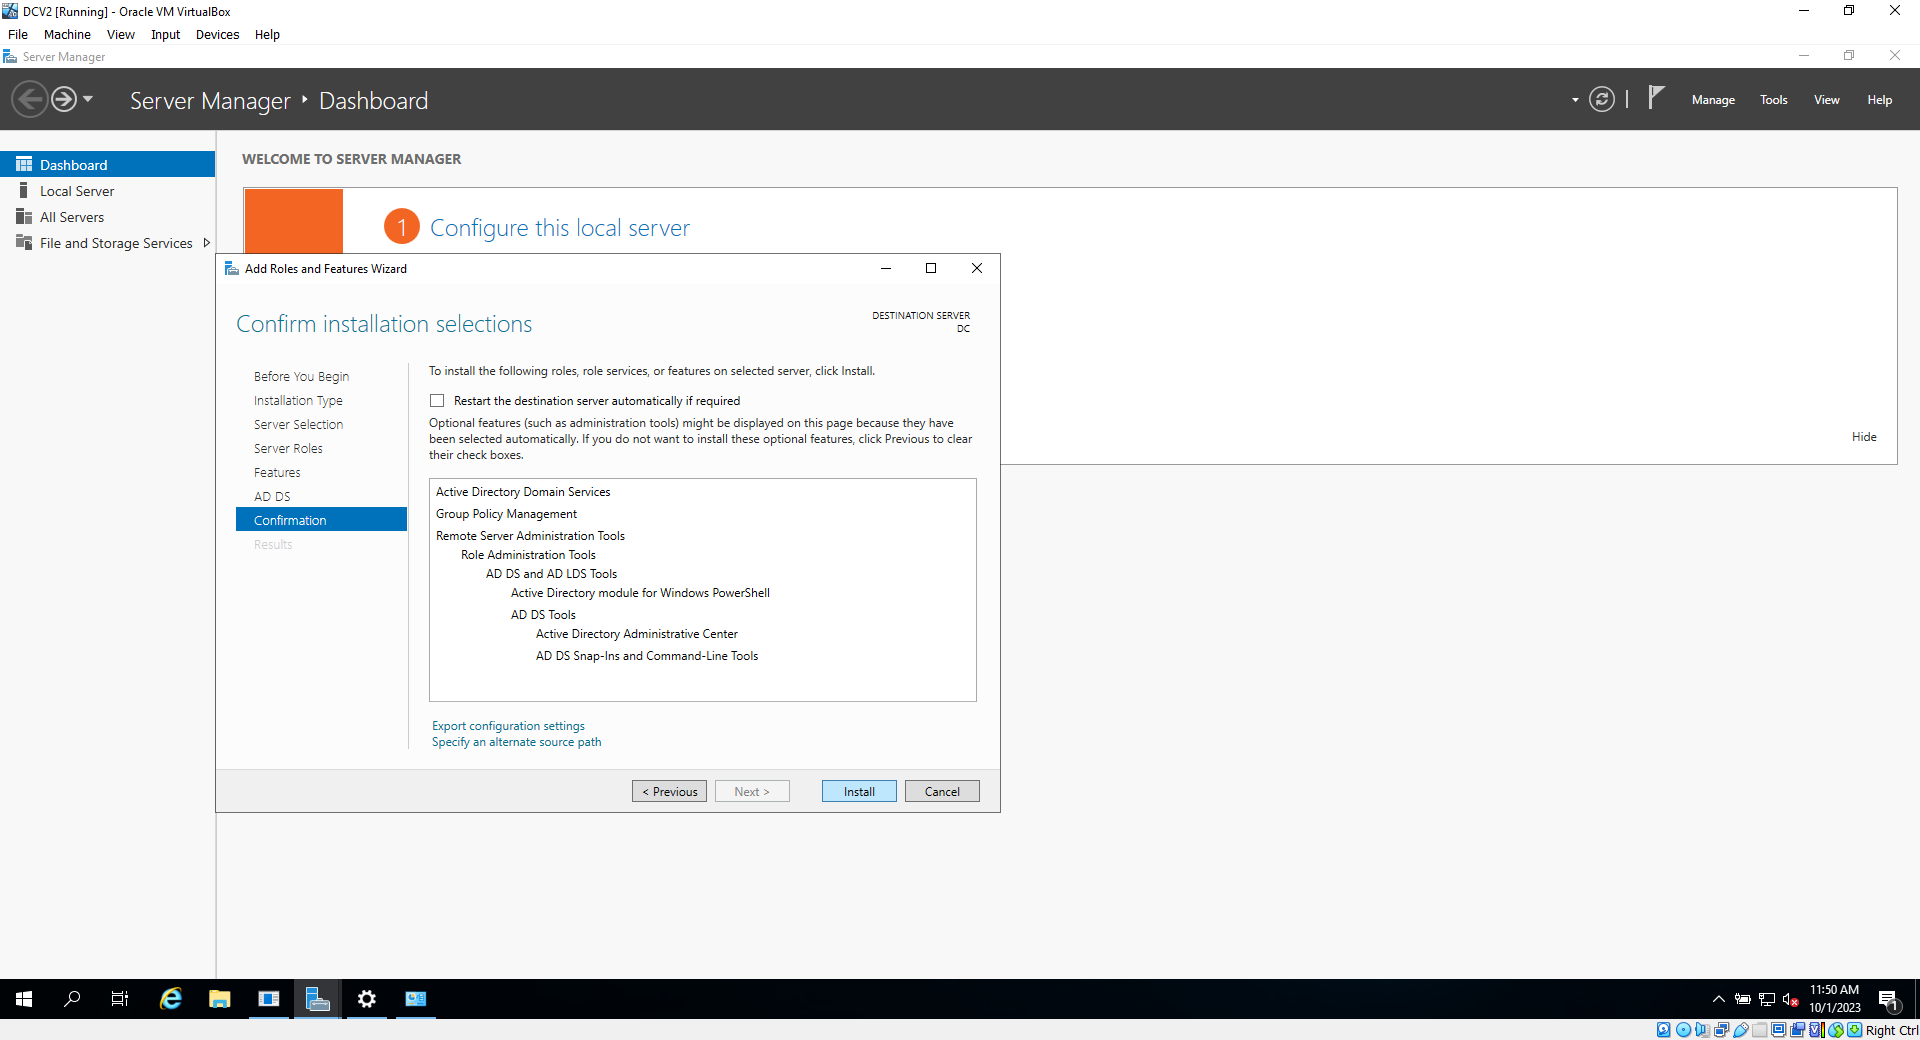 DCV2 [Running] - Oracle VM VirtualBox
File Machine View Input Devices Help
Server Manager
Server Manager Dashboard
Manage Tools View Help
Dashboard
Local Server
All Servers
File and Storage Services
WELCOME TO SERVER MANAGER
1 Configure this local server
Hide
Add Roles and Features Wizard
Confirm installation selections
DESTINATION SERVER
DC
Before You Begin
Installation Type
Server Selection
Server Roles
Features
AD DS
Confirmation
Results
To install the following roles, role services, or features on selected server, click Install.
Restart the destination server automatically if required
Optional features (such as administration tools) might be displayed on this page because they have
been selected automatically. If you do not want to install these optional features, click Previous to clear
their check boxes.
Active Directory Domain Services
Group Policy Management
Remote Server Administration Tools
Role Administration Tools
AD DS and AD LDS Tools
Active Directory module for Windows PowerShell
AD DS Tools
Active Directory Administrative Center
AD DS Snap-Ins and Command-Line Tools
Export configuration settings
Specify an alternate source path
< Previous Next > Install Cancel
11:50 AM
10/1/2023
1
Right Ctrl